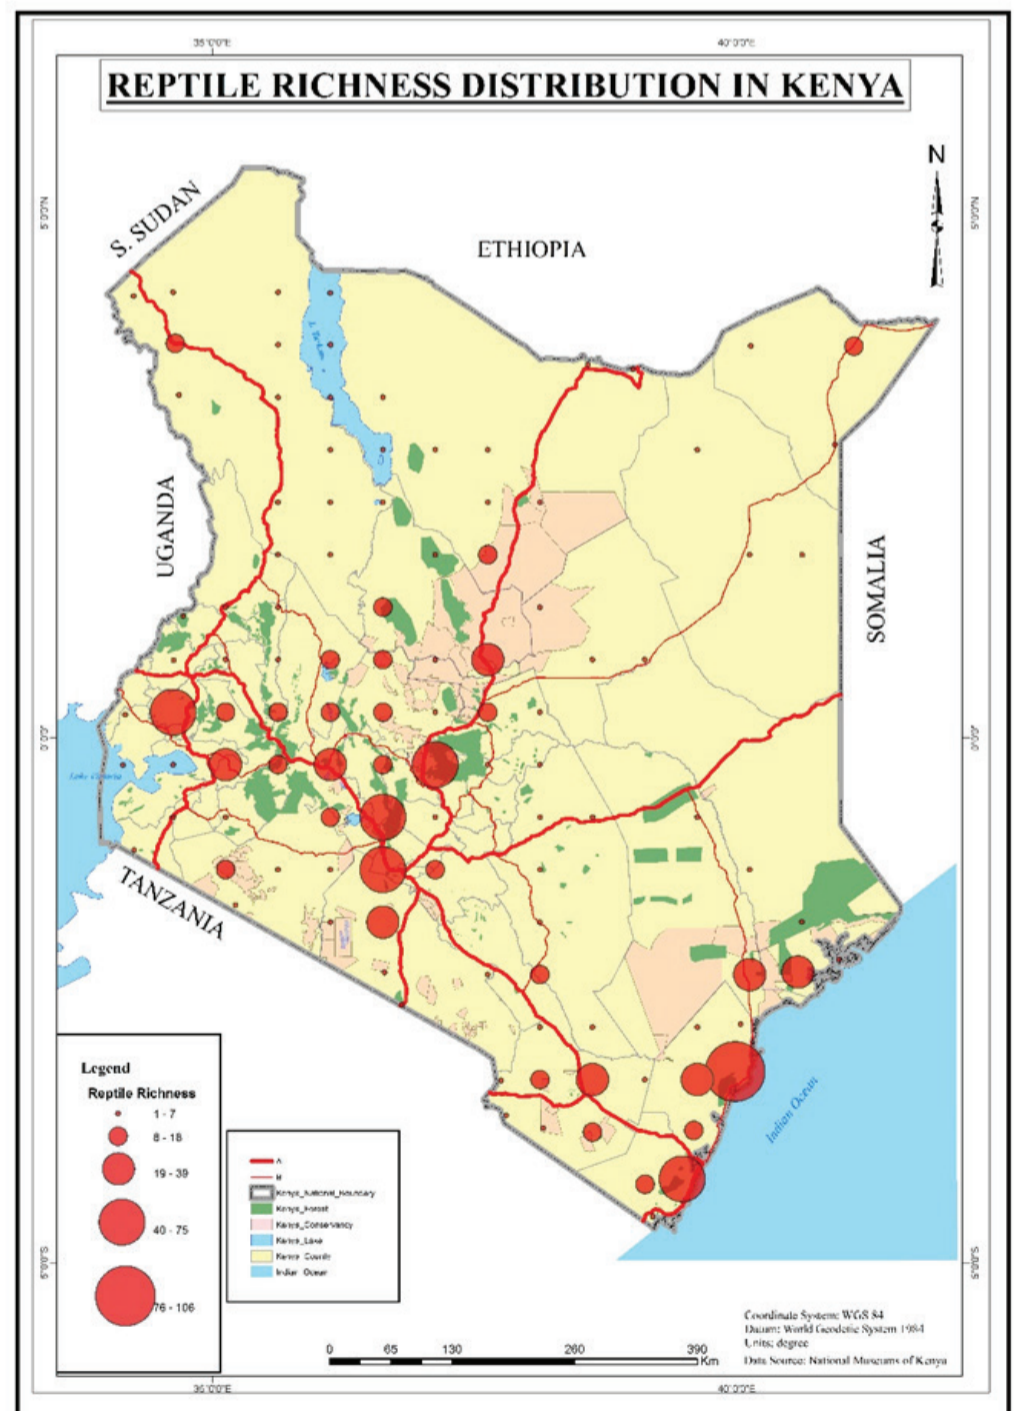 35°0'0"E 40°0'0"E
REPTILE RICHNESS DISTRIBUTION IN KENYA
N
5°0'0"N 5°0'0"N
S. SUDAN
ETHIOPIA
UGANDA
SOMALIA
0°0'0" 0°0'0"
TANZANIA
Indian Ocean
Legend
Reptile Richness
1 - 7
8 - 18
19 - 39
40 - 75
76 - 106
A
B
Kenya_National_Boundary
Kenya_Forest
Kenya_Conservancy
Kenya_Lake
Kenya_County
Indian_Ocean
5°0'0"S 5°0'0"S
0 65 130 260 390
Km
Coordinate System: WGS 84
Datum: World Geodetic System 1984
Units: degree
Data Source: National Museums of Kenya
35°0'0"E 40°0'0"E